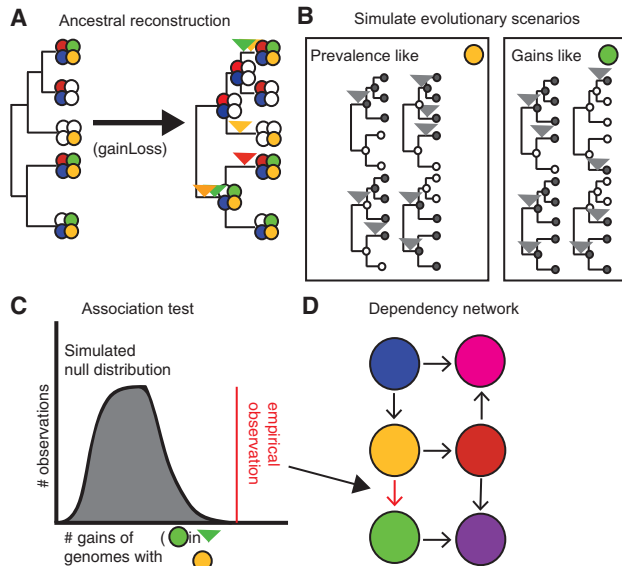 A
Ancestral reconstruction
(gainLoss)
B
Simulate evolutionary scenarios
Prevalence like
Gains like
C
Association test
Simulated
null distribution
# observations
empirical
observation
# gains of ( in
genomes with
D
Dependency network